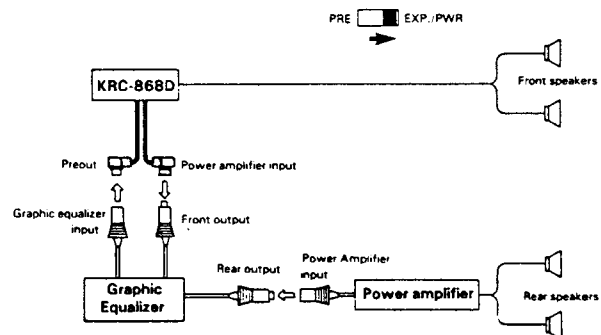 PRE EXP./PWR
KRC-868D
Front speakers
Preout
Power amplifier input
Graphic equalizer
input
Front output
Rear output
Power Amplifier
input
Graphic
Equalizer
Power amplifier
Rear speakers